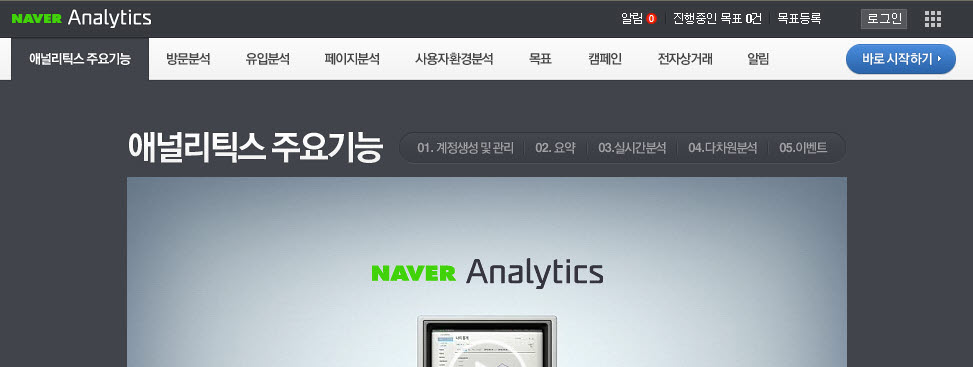 NAVER Analytics
알림 0 진행중인 목표 0건 목표등록 로그인
애널리틱스 주요기능 방문분석 유입분석 페이지분석 사용자환경분석 목표 캠페인 전자상거래 알림 바로 시작하기
애널리틱스 주요기능
01. 계정생성 및 관리 02. 요약 03.실시간분석 04.다차원분석 05.이벤트
NAVER Analytics